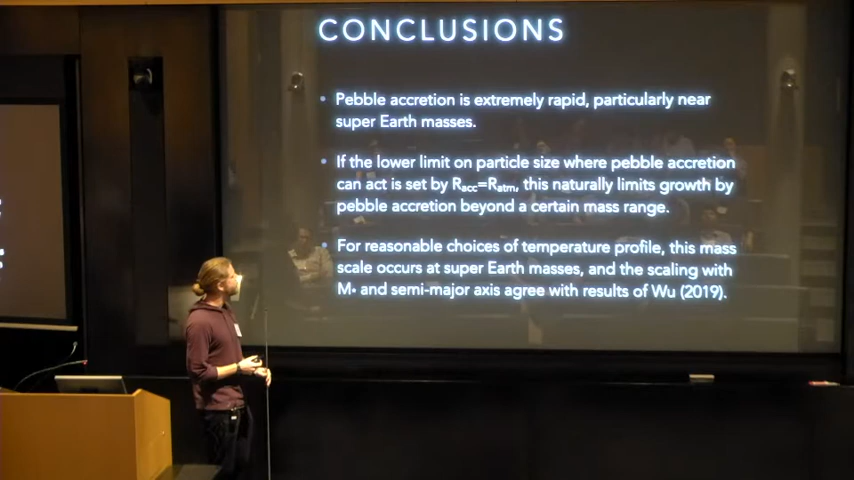 CONCLUSIONS
• Pebble accretion is extremely rapid, particularly near
super Earth masses.
• If the lower limit on particle size where pebble accretion
can act is set by Racc=Ratm, this naturally limits growth by
pebble accretion beyond a certain mass range.
• For reasonable choices of temperature profile, this mass
scale occurs at super Earth masses, and the scaling with
M* and semi-major axis agree with results of Wu (2019).